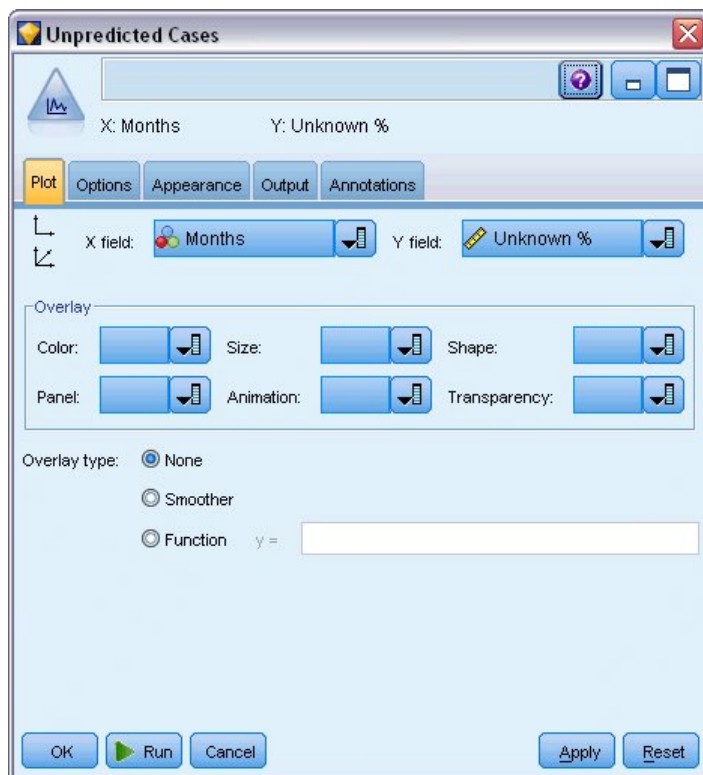 Unpredicted Cases
X: Months Y: Unknown %
Plot Options Appearance Output Annotations
X field: Months Y field: Unknown %
Overlay
Color: Size: Shape:
Panel: Animation: Transparency:
Overlay type: None
Smoother
Function y =
OK Run Cancel Apply Reset